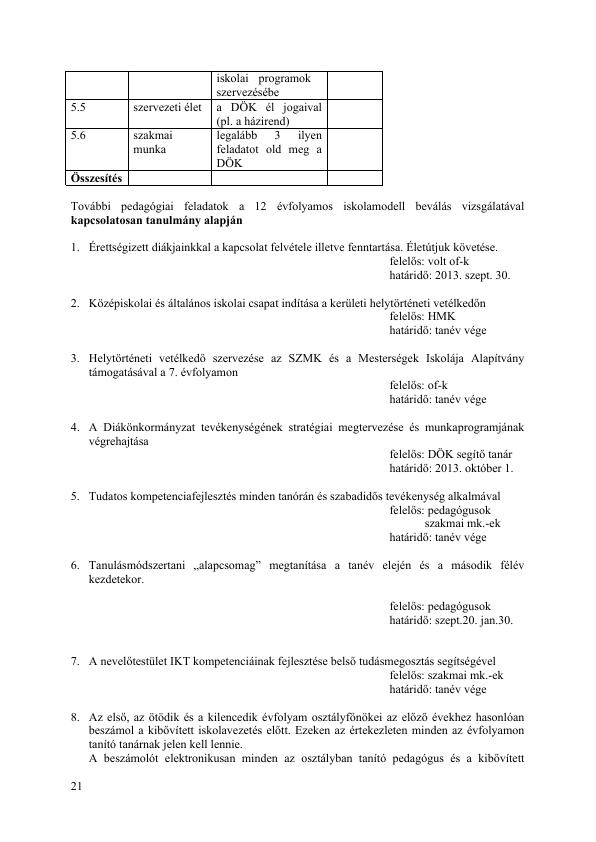 iskolai programok
szervezésébe
5.5 szervezeti élet a DÖK él jogaival
(pl. a házirend)
5.6 szakmai legalább 3 ilyen
munka feladatot old meg a
DÖK
Összesítés
További pedagógiai feladatok a 12 évfolyamos iskolamodell beválás vizsgálatával
kapcsolatosan tanulmány alapján
1. Érettségizett diákjainkkal a kapcsolat felvétele illetve fenntartása. Életútjuk követése.
felelős: volt of-k
határidő: 2013. szept. 30.
2. Középiskolai és általános iskolai csapat indítása a kerületi helytörténeti vetélkedőn
felelős: HMK
határidő: tanév vége
3. Helytörténeti vetélkedő szervezése az SZMK és a Mesterségek Iskolája Alapítvány
támogatásával a 7. évfolyamon
felelős: of-k
határidő: tanév vége
4. A Diákönkormányzat tevékenységének stratégiai megtervezése és munkaprogramjának
végrehajtása
felelős: DÖK segítő tanár
határidő: 2013. október 1.
5. Tudatos kompetenciafejlesztés minden tanórán és szabadidős tevékenység alkalmával
felelős: pedagógusok
szakmai mk.-ek
határidő: tanév vége
6. Tanulásmódszertani „alapcsomag” megtanítása a tanév elején és a második félév
kezdetekor.
felelős: pedagógusok
határidő: szept.20. jan.30.
7. A nevelőtestület IKT kompetenciáinak fejlesztése belső tudásmegosztás segítségével
felelős: szakmai mk.-ek
határidő: tanév vége
8. Az első, az ötödik és a kilencedik évfolyam osztályfőnökei az előző évekhez hasonlóan
beszámol a kibővített iskolavezetés előtt. Ezeken az értekezleten minden az évfolyamon
tanító tanárnak jelen kell lennie.
A beszámolót elektronikusan minden az osztályban tanító pedagógus és a kibővített
21